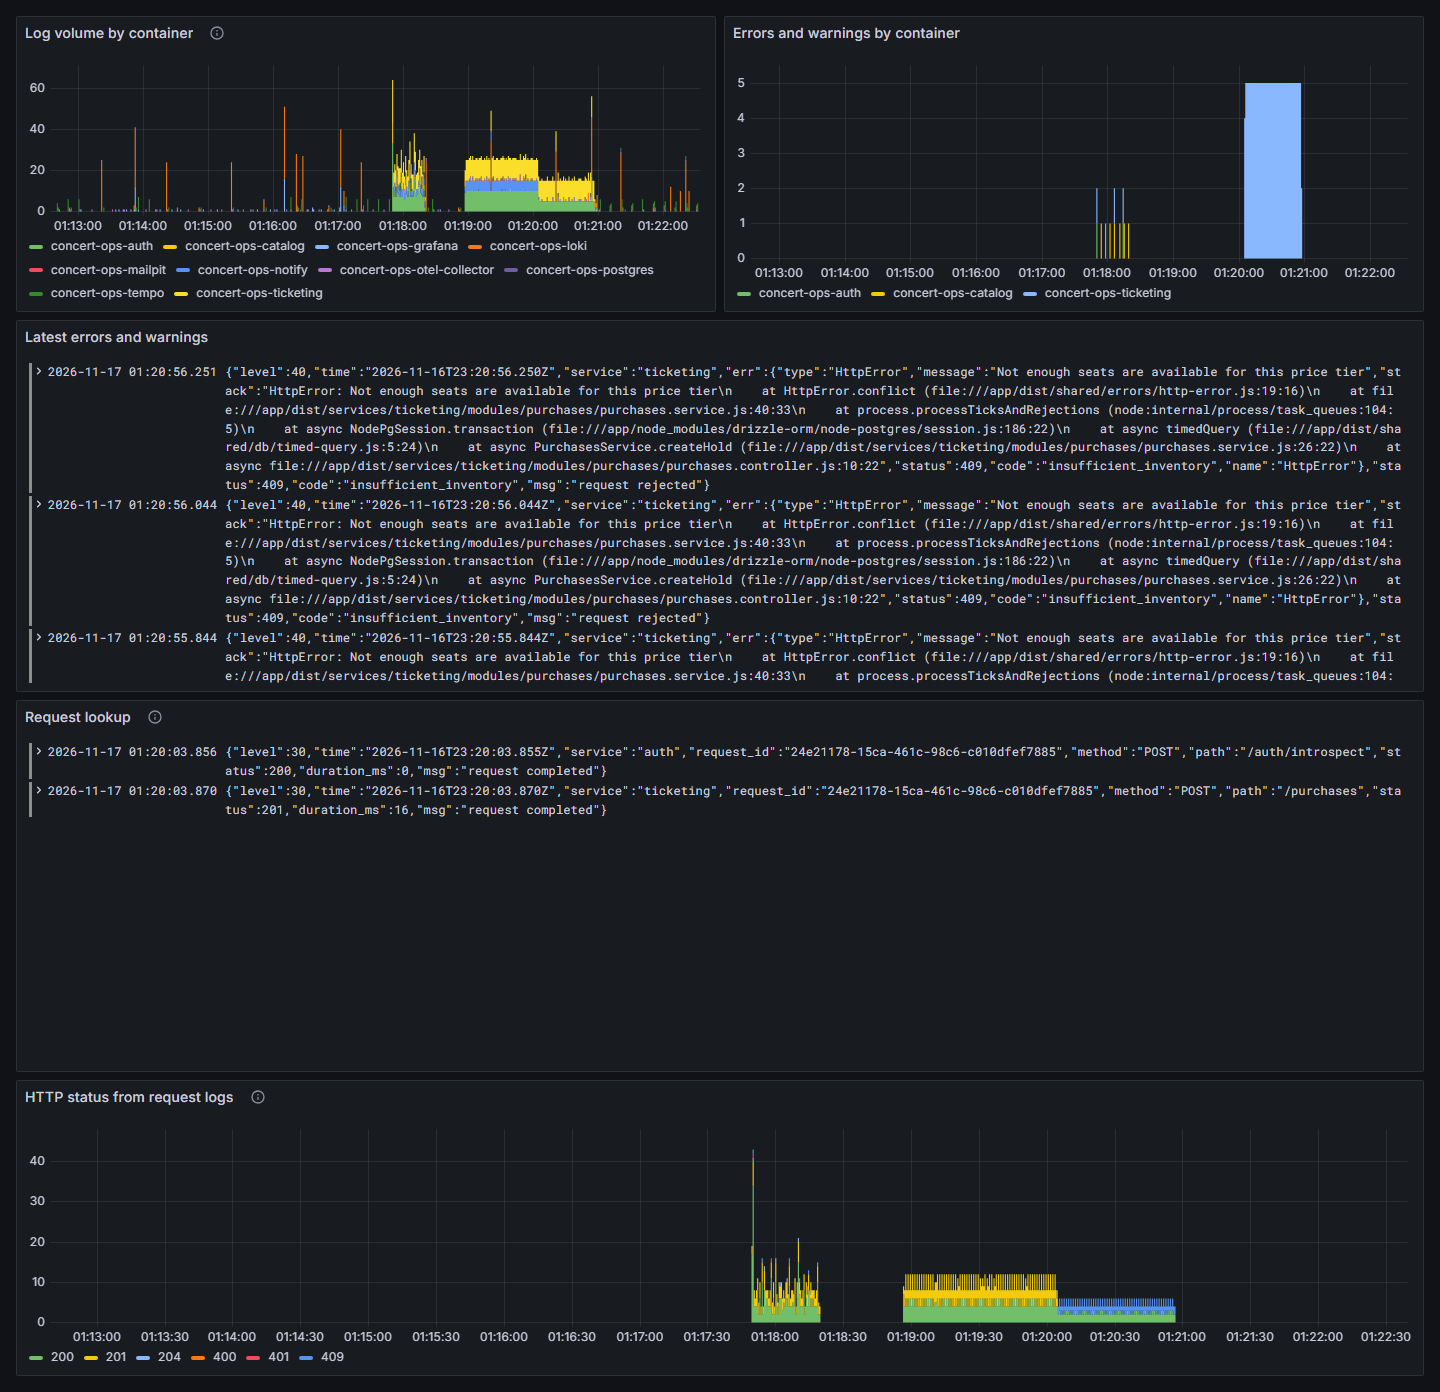 Log volume by container
60
40
20
0
01:13:00 01:14:00 01:15:00 01:16:00 01:17:00 01:18:00 01:19:00 01:20:00 01:21:00 01:22:00
concert-ops-auth concert-ops-catalog concert-ops-grafana concert-ops-loki
concert-ops-mailpit concert-ops-notify concert-ops-otel-collector concert-ops-postgres
concert-ops-tempo concert-ops-ticketing
Errors and warnings by container
5
4
3
2
1
0
01:13:00 01:14:00 01:15:00 01:16:00 01:17:00 01:18:00 01:19:00 01:20:00 01:21:00 01:22:00
concert-ops-auth concert-ops-catalog concert-ops-ticketing
Latest errors and warnings
2026-11-17 01:20:56.251 {"level":40,"time":"2026-11-16T23:20:56.250Z","service":"ticketing","err":{"type":"HttpError","message":"Not enough seats are available for this price tier","st
ack":"HttpError: Not enough seats are available for this price tier\n    at HttpError.conflict (file:///app/dist/shared/errors/http-error.js:19:16)\n    at fil
e:///app/dist/services/ticketing/modules/purchases/purchases.service.js:40:33\n    at process.processTicksAndRejections (node:internal/process/task_queues:104:
5)\n    at async NodePgSession.transaction (file:///app/node_modules/drizzle-orm/node-postgres/session.js:186:22)\n    at async timedQuery (file:///app/dist/sha
red/db/timed-query.js:5:24)\n    at async PurchasesService.createHold (file:///app/dist/services/ticketing/modules/purchases/purchases.service.js:26:22)\n    at
async file:///app/dist/services/ticketing/modules/purchases/purchases.controller.js:10:22","status":409,"code":"insufficient_inventory","name":"HttpError"},"sta
tus":409,"code":"insufficient_inventory","msg":"request rejected"}
2026-11-17 01:20:56.044 {"level":40,"time":"2026-11-16T23:20:56.044Z","service":"ticketing","err":{"type":"HttpError","message":"Not enough seats are available for this price tier","st
ack":"HttpError: Not enough seats are available for this price tier\n    at HttpError.conflict (file:///app/dist/shared/errors/http-error.js:19:16)\n    at fil
e:///app/dist/services/ticketing/modules/purchases/purchases.service.js:40:33\n    at process.processTicksAndRejections (node:internal/process/task_queues:104:
5)\n    at async NodePgSession.transaction (file:///app/node_modules/drizzle-orm/node-postgres/session.js:186:22)\n    at async timedQuery (file:///app/dist/sha
red/db/timed-query.js:5:24)\n    at async PurchasesService.createHold (file:///app/dist/services/ticketing/modules/purchases/purchases.service.js:26:22)\n    at
async file:///app/dist/services/ticketing/modules/purchases/purchases.controller.js:10:22","status":409,"code":"insufficient_inventory","name":"HttpError"},"sta
tus":409,"code":"insufficient_inventory","msg":"request rejected"}
2026-11-17 01:20:55.844 {"level":40,"time":"2026-11-16T23:20:55.844Z","service":"ticketing","err":{"type":"HttpError","message":"Not enough seats are available for this price tier","st
ack":"HttpError: Not enough seats are available for this price tier\n    at HttpError.conflict (file:///app/dist/shared/errors/http-error.js:19:16)\n    at fil
e:///app/dist/services/ticketing/modules/purchases/purchases.service.js:40:33\n    at process.processTicksAndRejections (node:internal/process/task_queues:104:
Request lookup
2026-11-17 01:20:03.856 {"level":30,"time":"2026-11-16T23:20:03.855Z","service":"auth","request_id":"24e21178-15ca-461c-98c6-c010dfef7885","method":"POST","path":"/auth/introspect","st
atus":200,"duration_ms":0,"msg":"request completed"}
2026-11-17 01:20:03.870 {"level":30,"time":"2026-11-16T23:20:03.870Z","service":"ticketing","request_id":"24e21178-15ca-461c-98c6-c010dfef7885","method":"POST","path":"/purchases","sta
tus":201,"duration_ms":16,"msg":"request completed"}
HTTP status from request logs
40
30
20
10
0
01:13:00 01:13:30 01:14:00 01:14:30 01:15:00 01:15:30 01:16:00 01:16:30 01:17:00 01:17:30 01:18:00 01:18:30 01:19:00 01:19:30 01:20:00 01:20:30 01:21:00 01:21:30 01:22:00 01:22:30
200 201 204 400 401 409